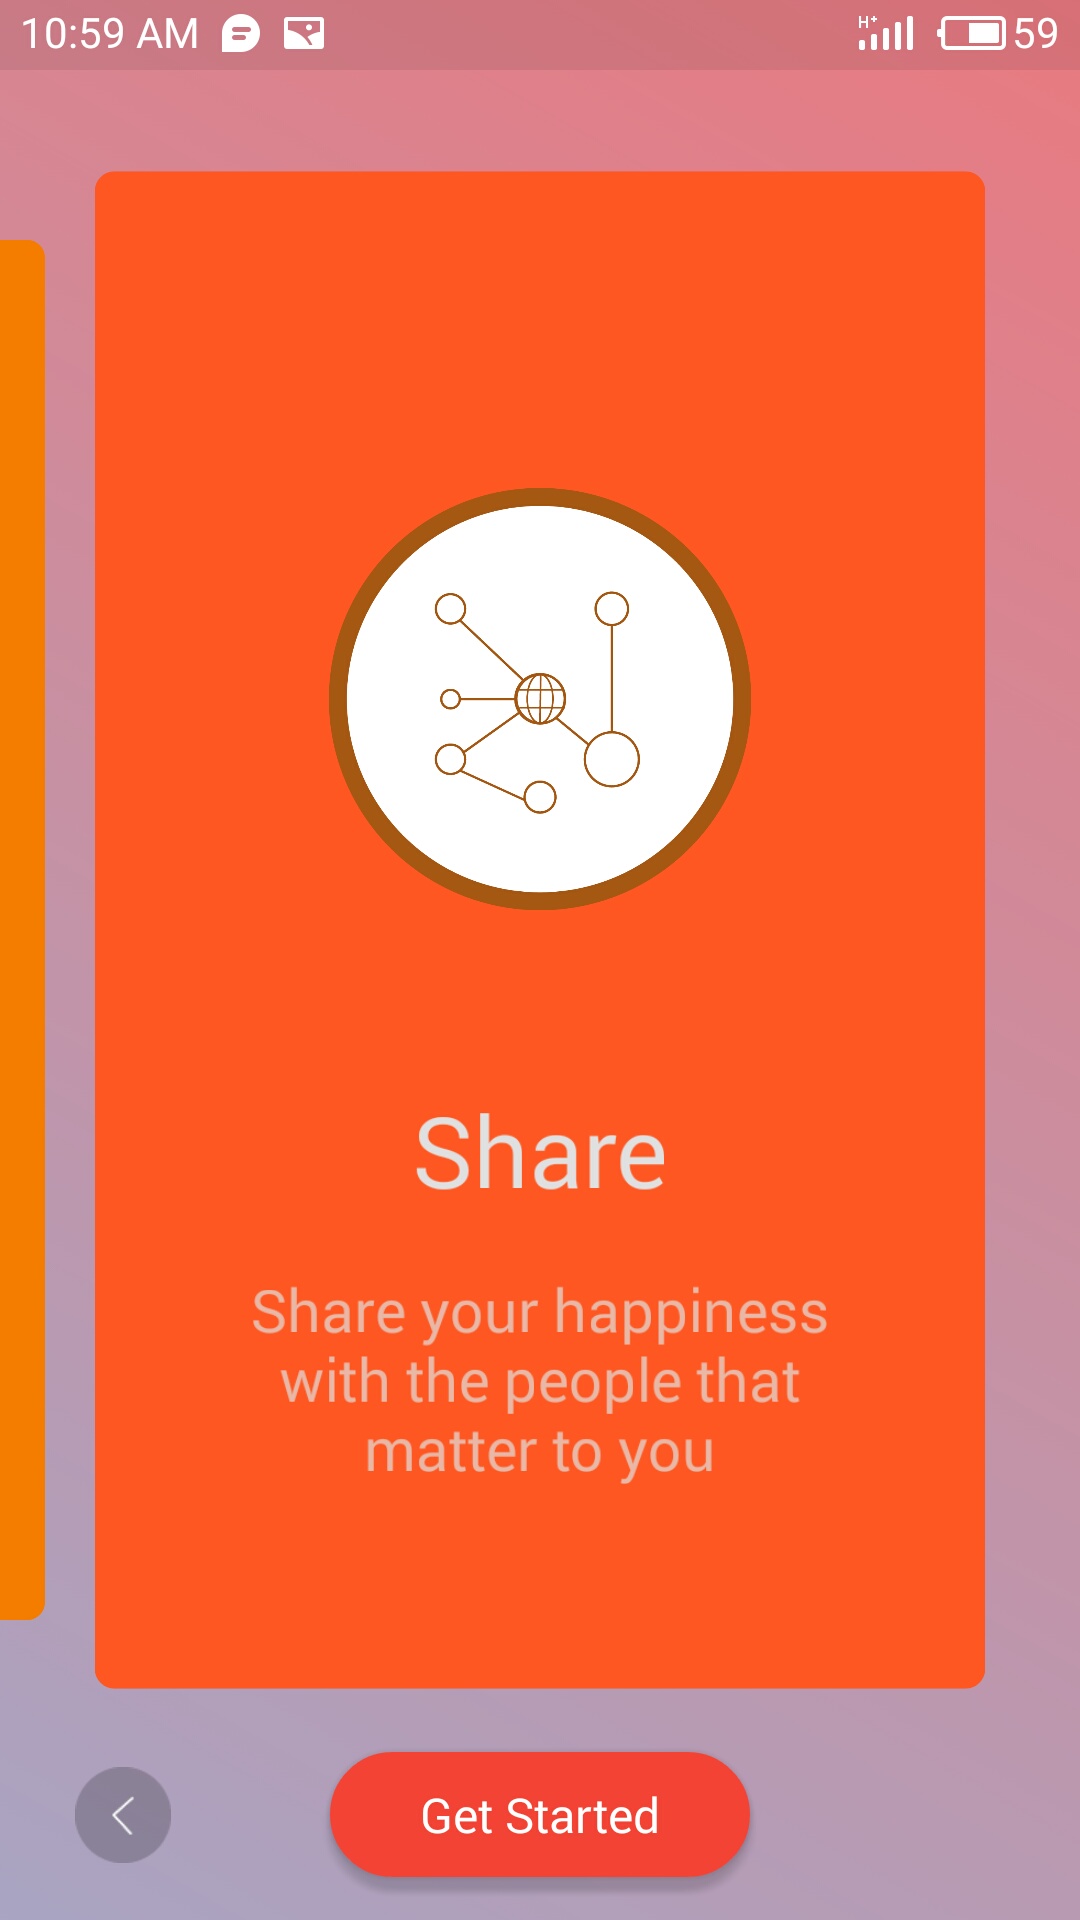 10:59 AM
H+
59
Share
Share your happiness
with the people that
matter to you
Get Started